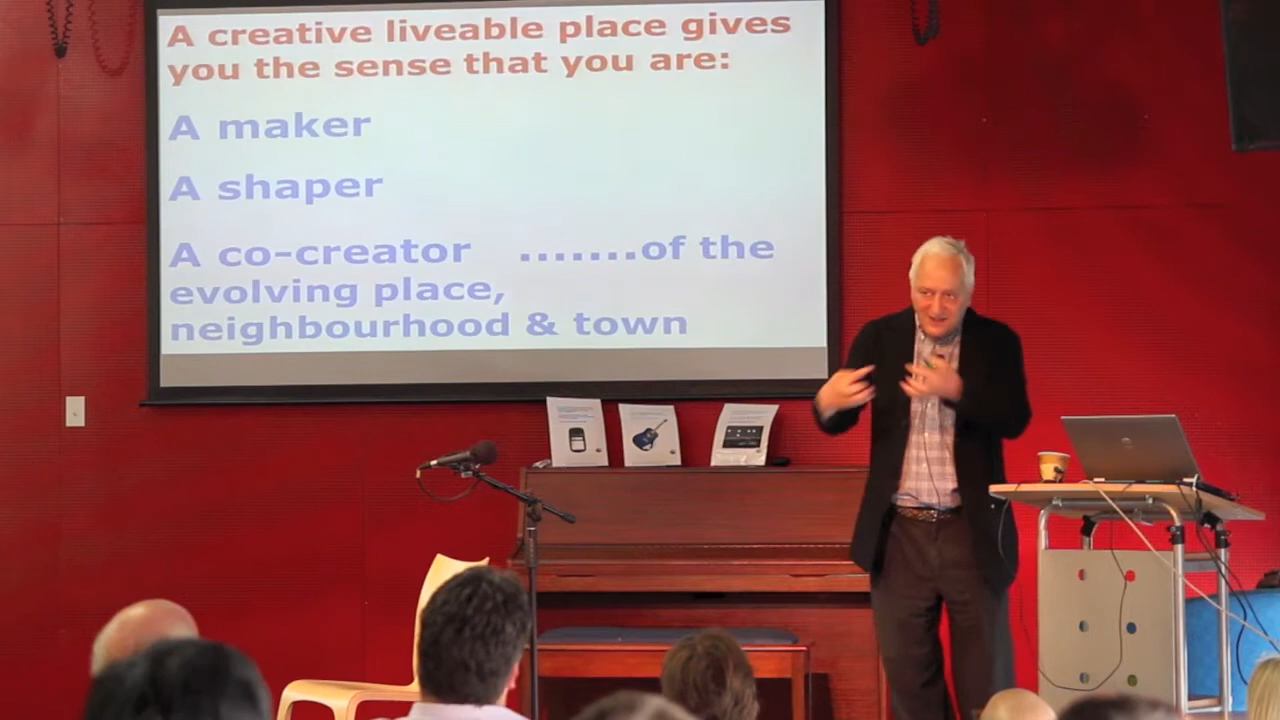 A creative liveable place gives
you the sense that you are:
A maker
A shaper
A co-creator .......of the
evolving place,
neighbourhood & town